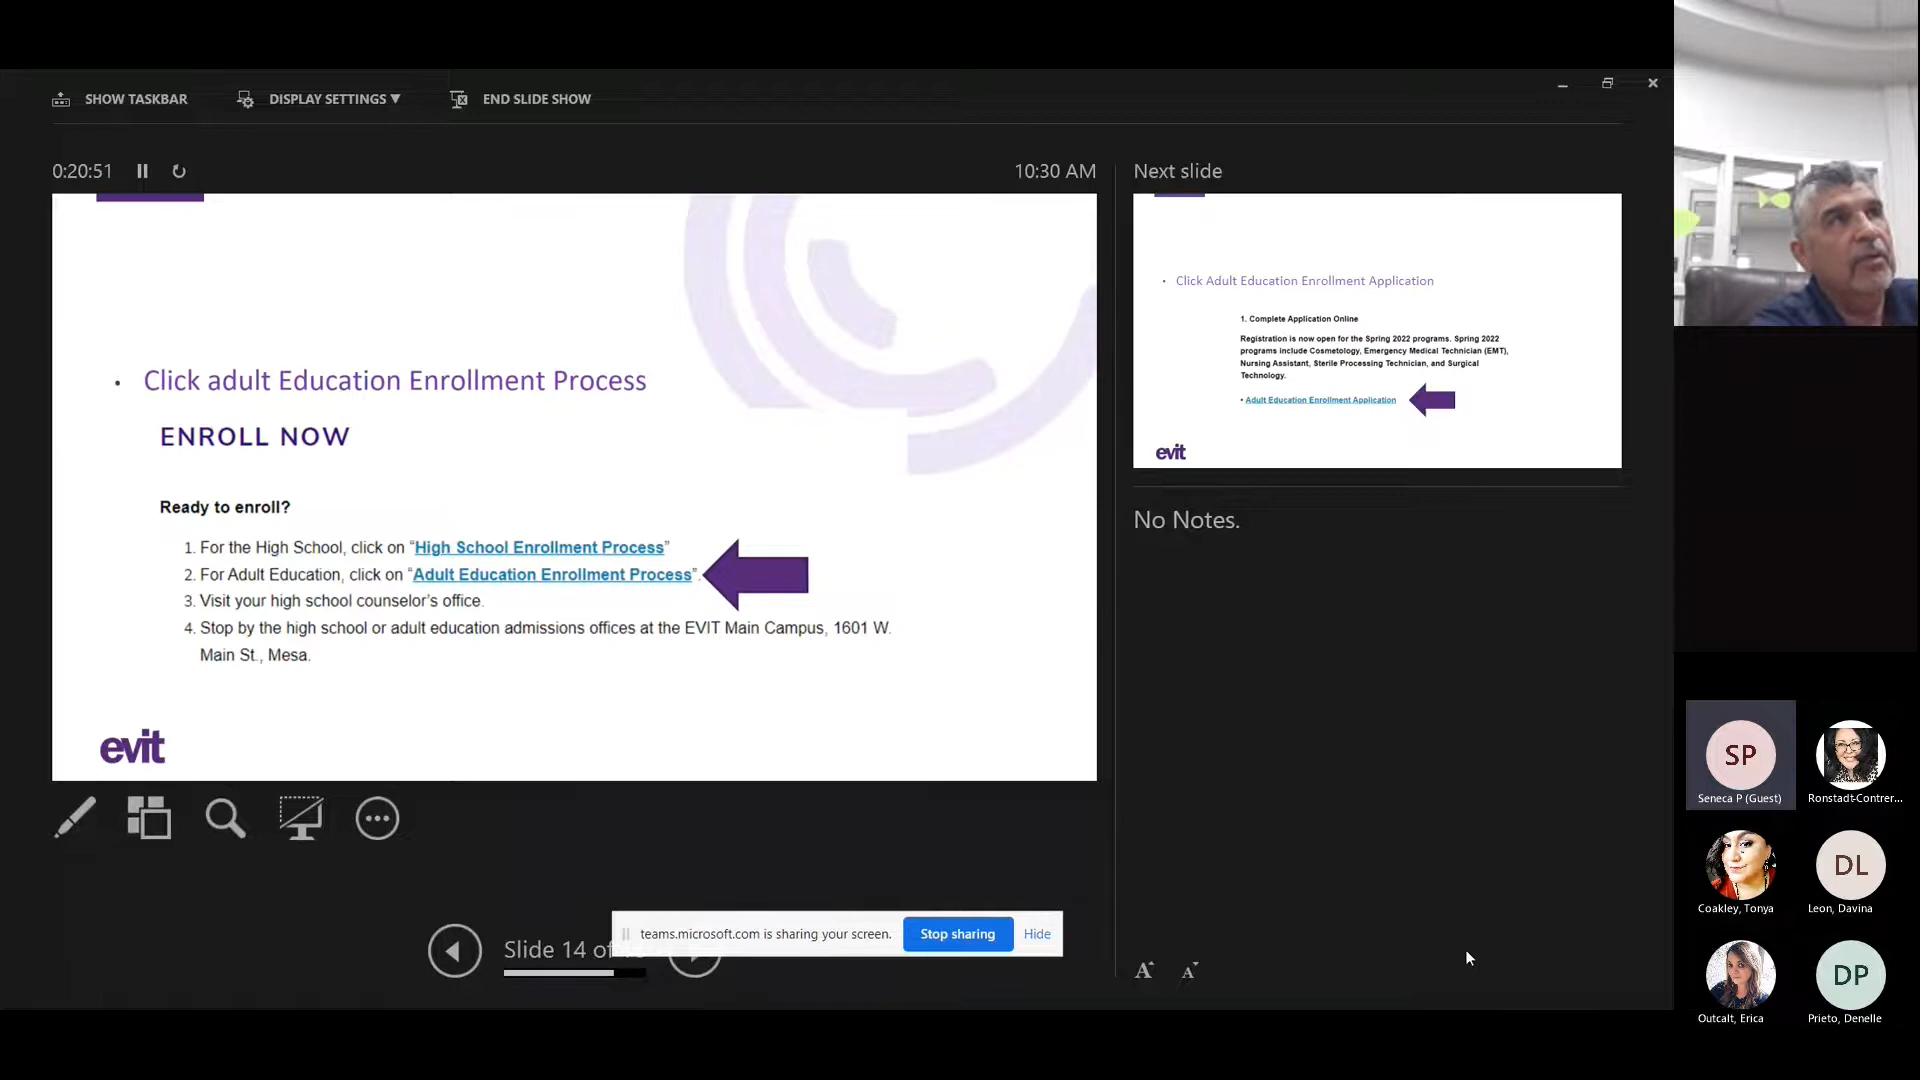 SHOW TASKBAR
DISPLAY SETTINGS ▼
END SLIDE SHOW
0:20:51
10:30 AM
• Click adult Education Enrollment Process
ENROLL NOW
Ready to enroll?
1. For the High School, click on “High School Enrollment Process”
2. For Adult Education, click on “Adult Education Enrollment Process”.
3. Visit your high school counselor’s office.
4. Stop by the high school or adult education admissions offices at the EVIT Main Campus, 1601 W.
Main St., Mesa.
evit
Slide 14 of
teams.microsoft.com is sharing your screen.
Stop sharing
Hide
Next slide
• Click Adult Education Enrollment Application
1. Complete Application Online
Registration is now open for the Spring 2022 programs. Spring 2022
programs include Cosmetology, Emergency Medical Technician (EMT),
Nursing Assistant, Sterile Processing Technician, and Surgical
Technology.
• Adult Education Enrollment Application
evit
No Notes.
A A
SP
Seneca P (Guest)
Ronstadt-Contrer...
Coakley, Tonya
DL
Leon, Davina
Outcalt, Erica
DP
Prieto, Denelle